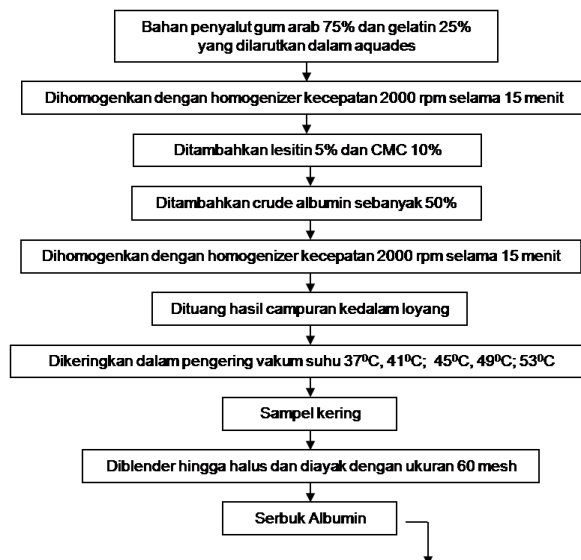 Bahan penyalut gum arab 75% dan gelatin 25%
yang dilarutkan dalam aquades
Dihomogenkan dengan homogenizer kecepatan 2000 rpm selama 15 menit
Ditambahkan lesitin 5% dan CMC 10%
Ditambahkan crude albumin sebanyak 50%
Dihomogenkan dengan homogenizer kecepatan 2000 rpm selama 15 menit
Dituang hasil campuran kedalam loyang
Dikeringkan dalam pengering vakum suhu 37⁰C, 41⁰C; 45⁰C, 49⁰C; 53⁰C
Sampel kering
Diblender hingga halus dan diayak dengan ukuran 60 mesh
Serbuk Albumin